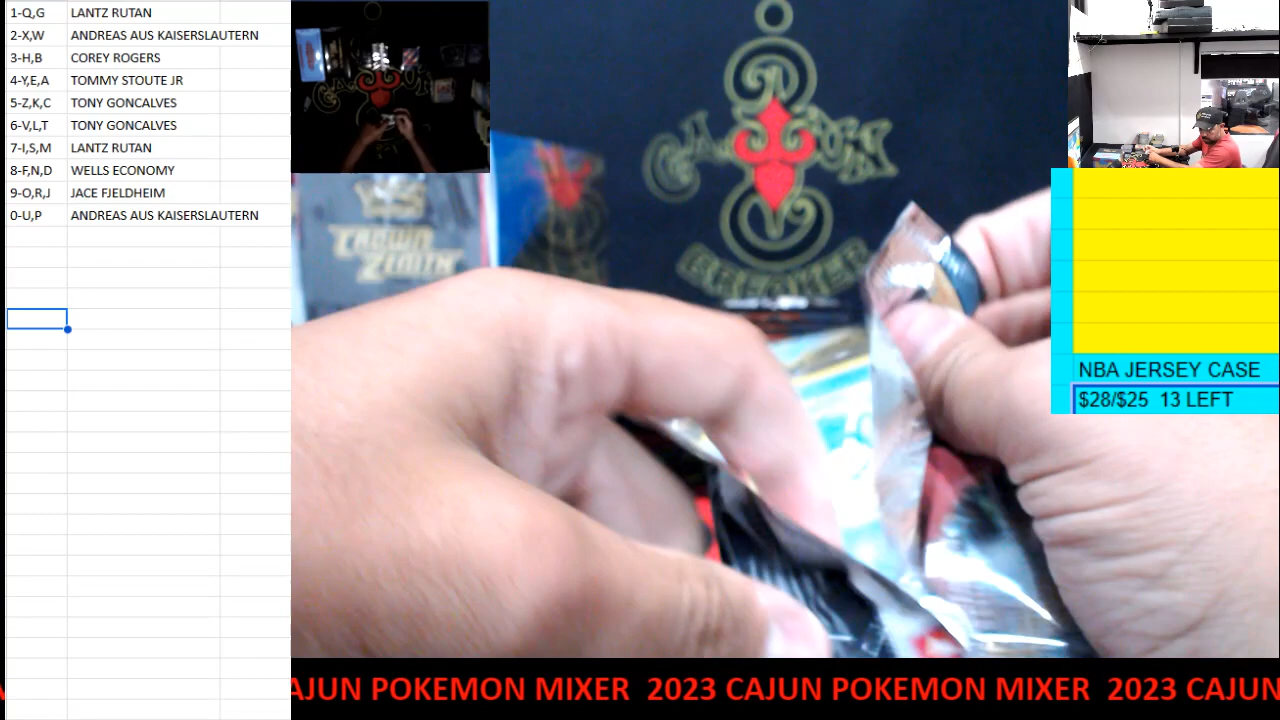 1-Q,G LANTZ RUTAN
2-X,W ANDREAS AUS KAISERSLAUTERN
3-H,B COREY ROGERS
4-Y,E,A TOMMY STOUTE JR
5-Z,K,C TONY GONCALVES
6-V,L,T TONY GONCALVES
7-I,S,M LANTZ RUTAN
8-F,N,D WELLS ECONOMY
9-O,R,J JACE FJELDHEIM
0-U,P ANDREAS AUS KAISERSLAUTERN
CAJUN
BREAKER
CROWN
ZENITH
NBA JERSEY CASE
$28/$25 13 LEFT
AJUN POKEMON MIXER 2023 CAJUN POKEMON MIXER 2023 CAJUN